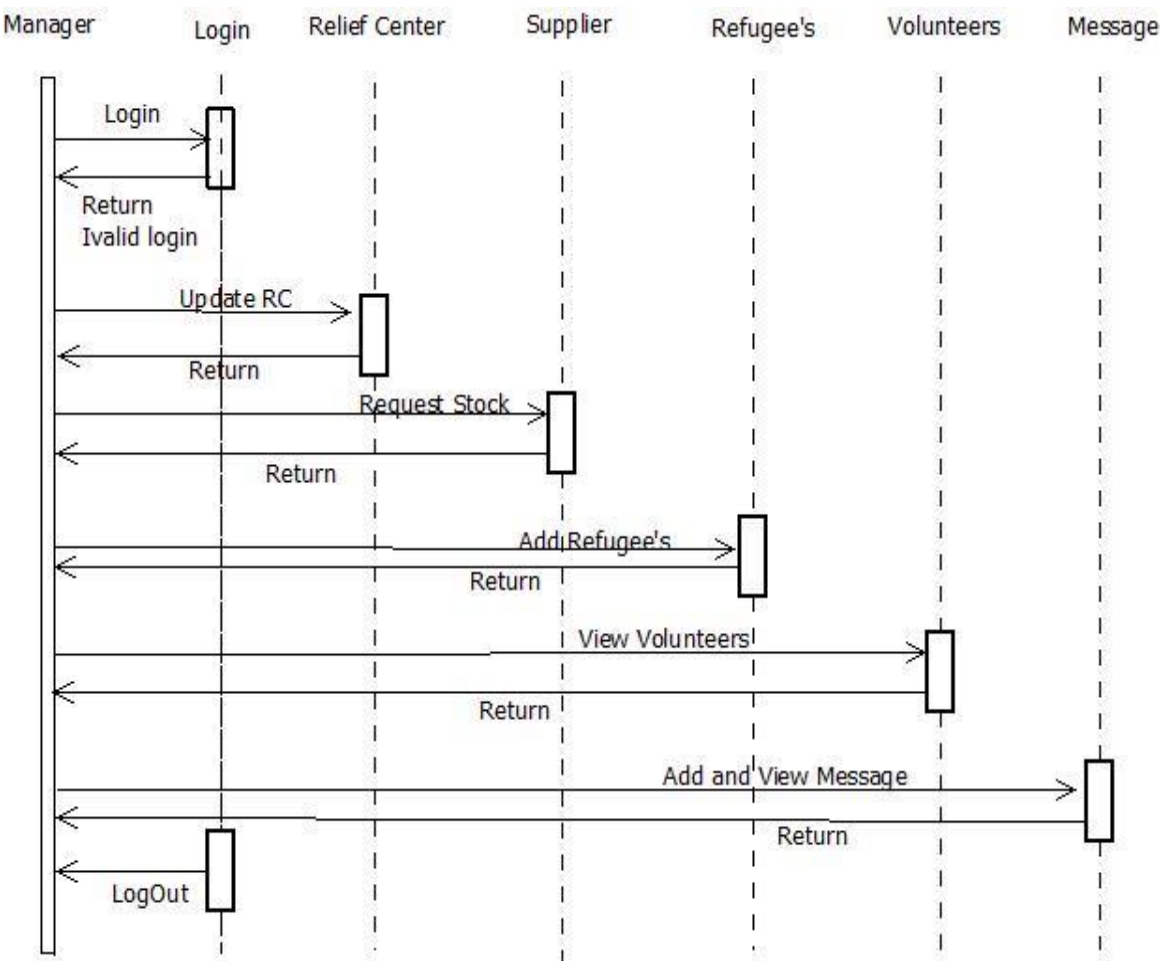 Manager
Login
Relief Center
Supplier
Refugee's
Volunteers
Message
Login
Return
Ivalid login
Update RC
Return
Request Stock
Return
Add Refugee's
Return
View Volunteers
Return
Add and View Message
Return
LogOut